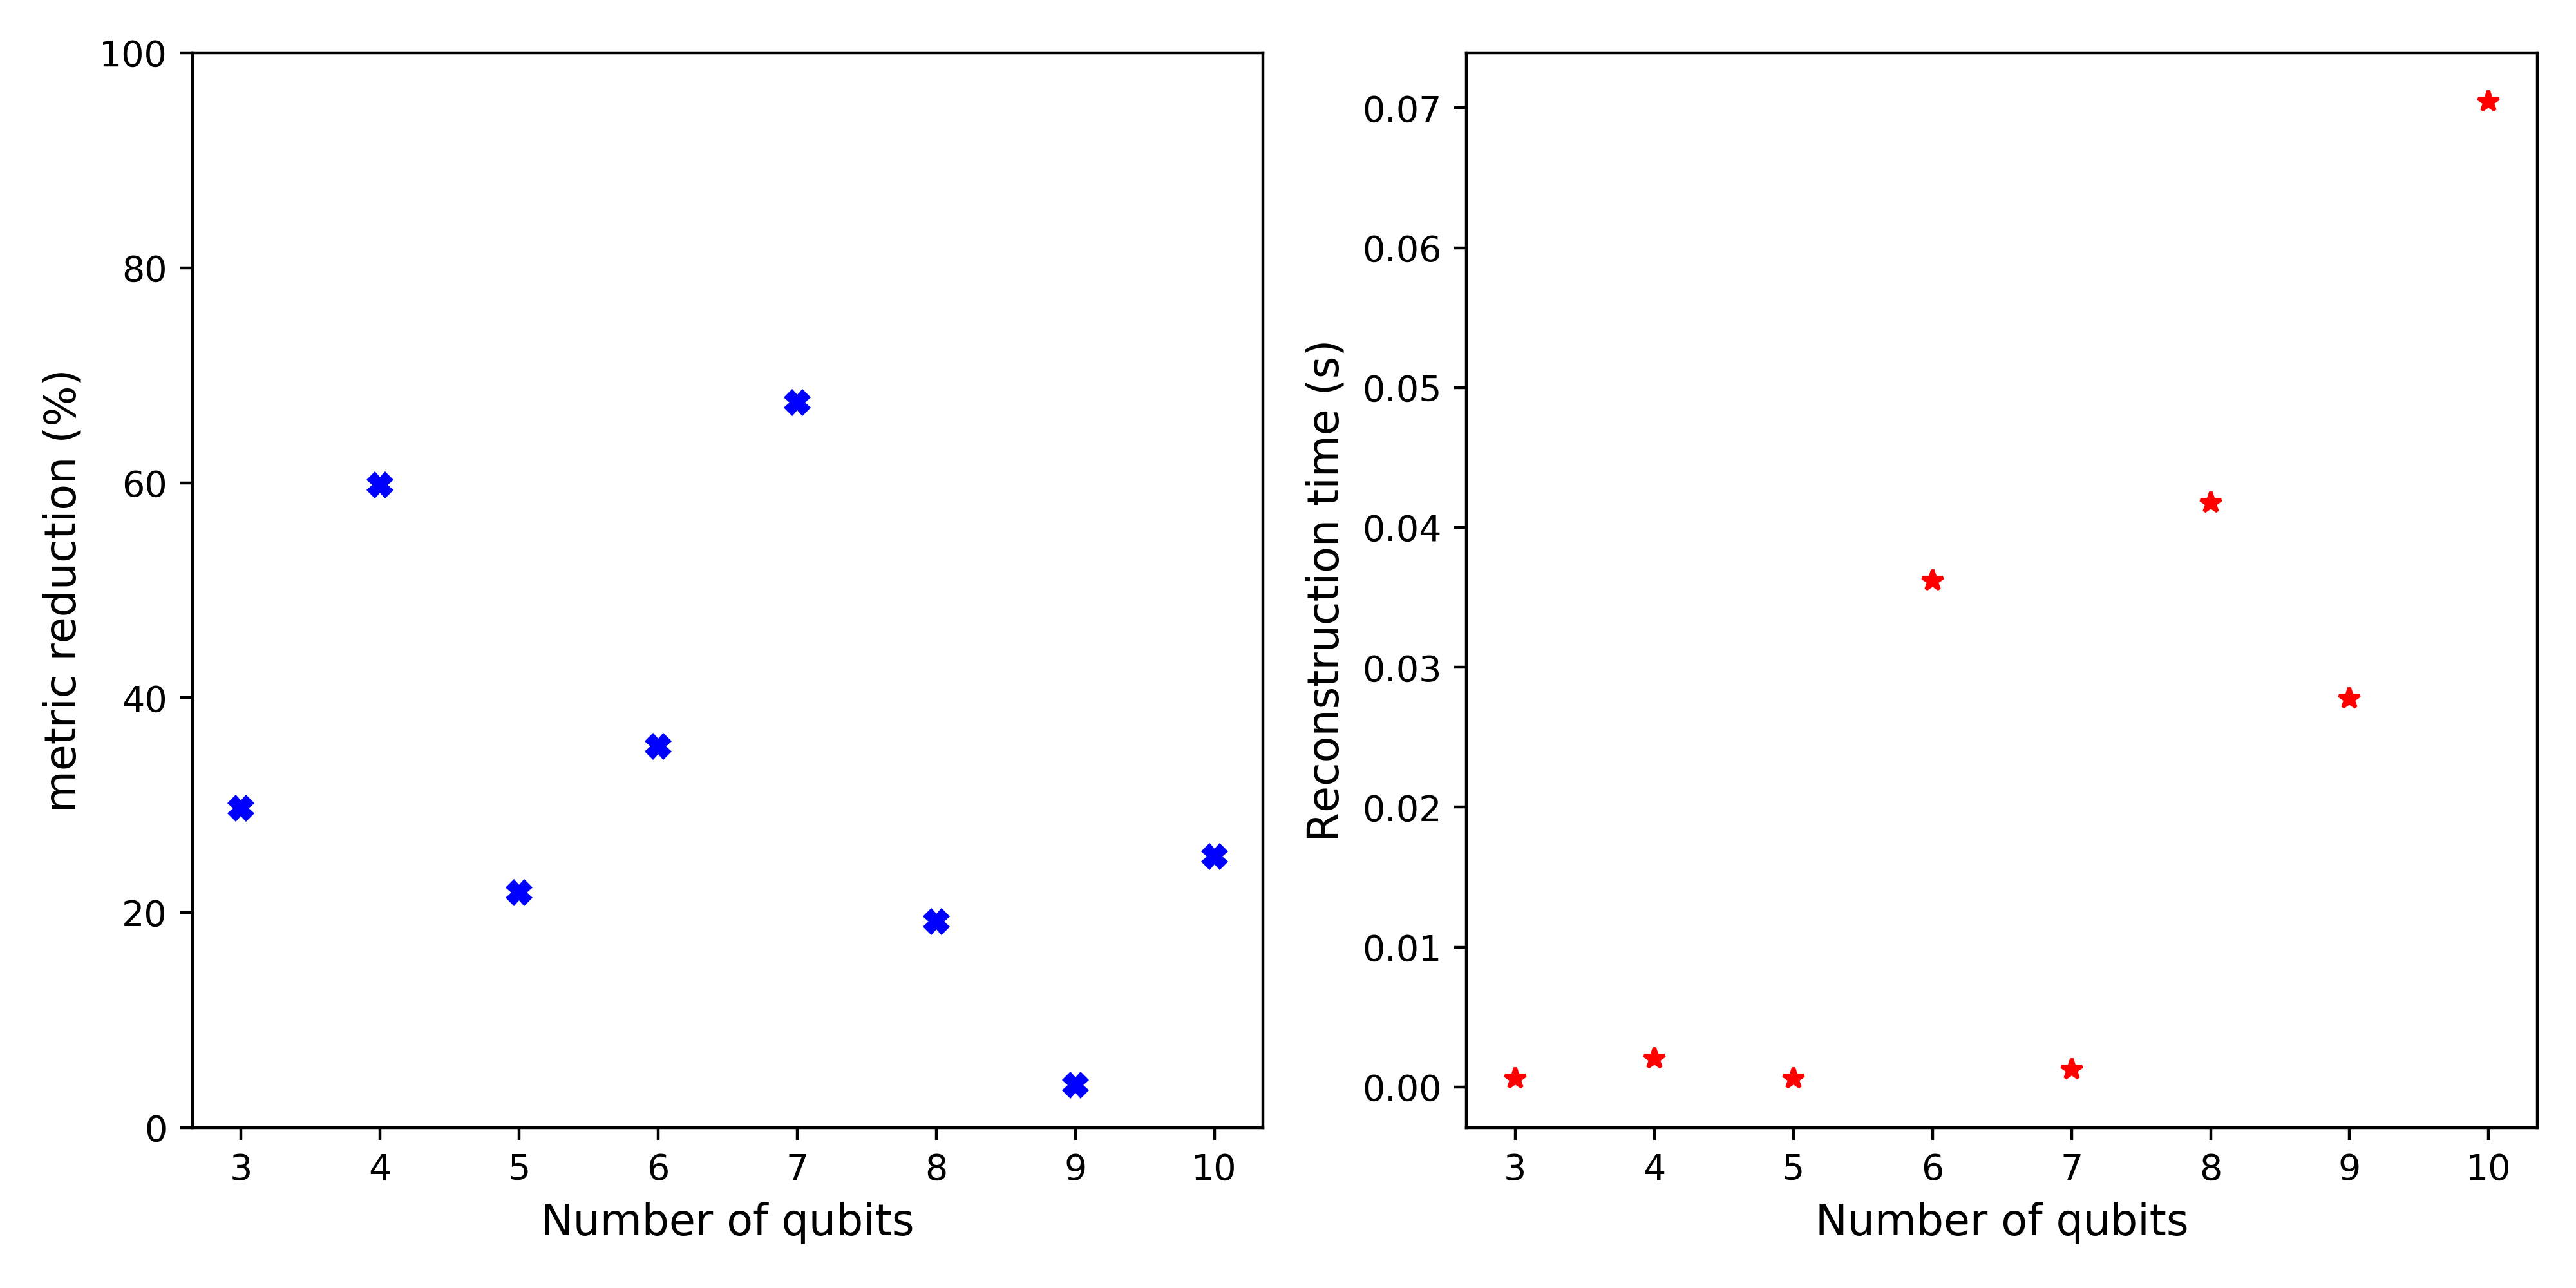 metric reduction (%)
100
80
60
40
20
0
3 4 5 6 7 8 9 10
Number of qubits
Reconstruction time (s)
0.07
0.06
0.05
0.04
0.03
0.02
0.01
0.00
3 4 5 6 7 8 9 10
Number of qubits